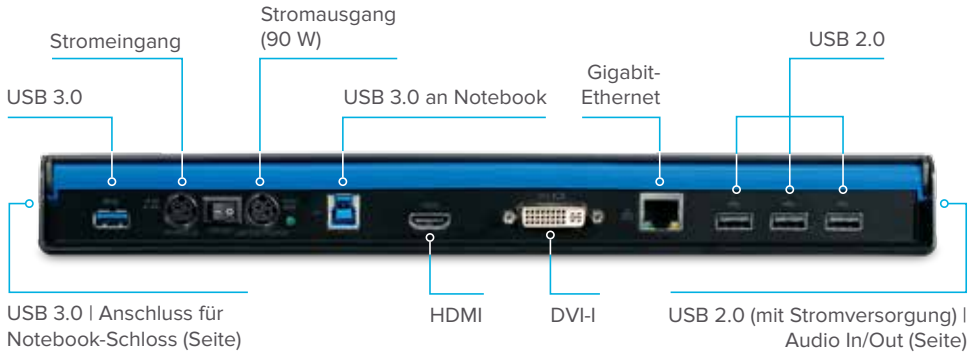 Stromausgang
(90 W)
Stromeingang
USB 2.0
Gigabit-
Ethernet
USB 3.0
USB 3.0 an Notebook
USB 3.0 | Anschluss für
Notebook-Schloss (Seite)
HDMI
DVI-I
USB 2.0 (mit Stromversorgung) |
Audio In/Out (Seite)